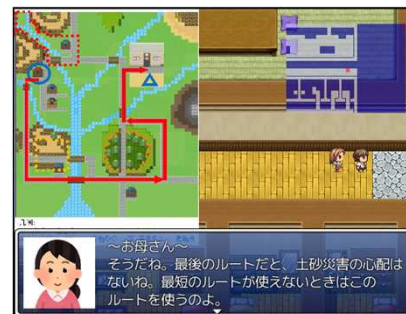 ～お母さん～
そうだね。最後のルートだと、土砂災害の心配は
ないね。最短のルートが使えないときはこの
ルートを使うのよ。